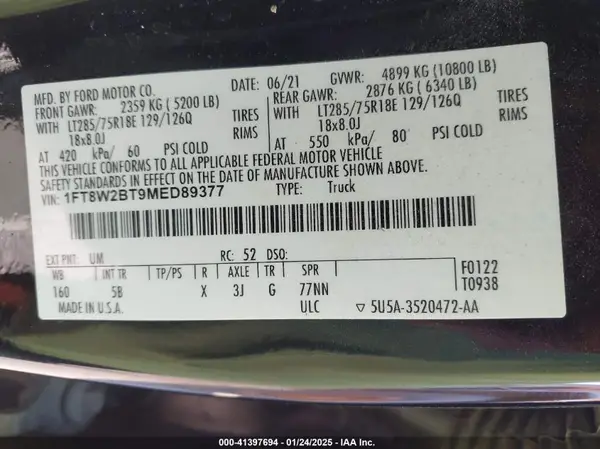 MFD. BY FORD MOTOR CO. DATE: 06/21 GVWR: 4899 KG (10800 LB)
FRONT GAWR: 2359 KG ( 5200 LB) REAR GAWR: 2876 KG ( 6340 LB)
WITH LT285/75R18E 129/126Q TIRES WITH LT285/75R18E 129/126Q TIRES
18x8.0J RIMS 18x8.0J RIMS
AT 420 kPa/ 60 PSI COLD AT 550 kPa/ 80 PSI COLD
THIS VEHICLE CONFORMS TO ALL APPLICABLE FEDERAL MOTOR VEHICLE
SAFETY STANDARDS IN EFFECT ON THE DATE OF MANUFACTURE SHOWN ABOVE.
VIN: 1FT8W2BT9MED89377 TYPE: Truck
EXT PNT: UM RC: 52 DSO: F0122
WB INT TR TP/PS R AXLE TR SPR T0938
160 5B X 3J G 77NN
MADE IN U.S.A. ULC ▽ 5U5A-3520472-AA
000-41397694 | 01/24/2025 - IAA Inc.